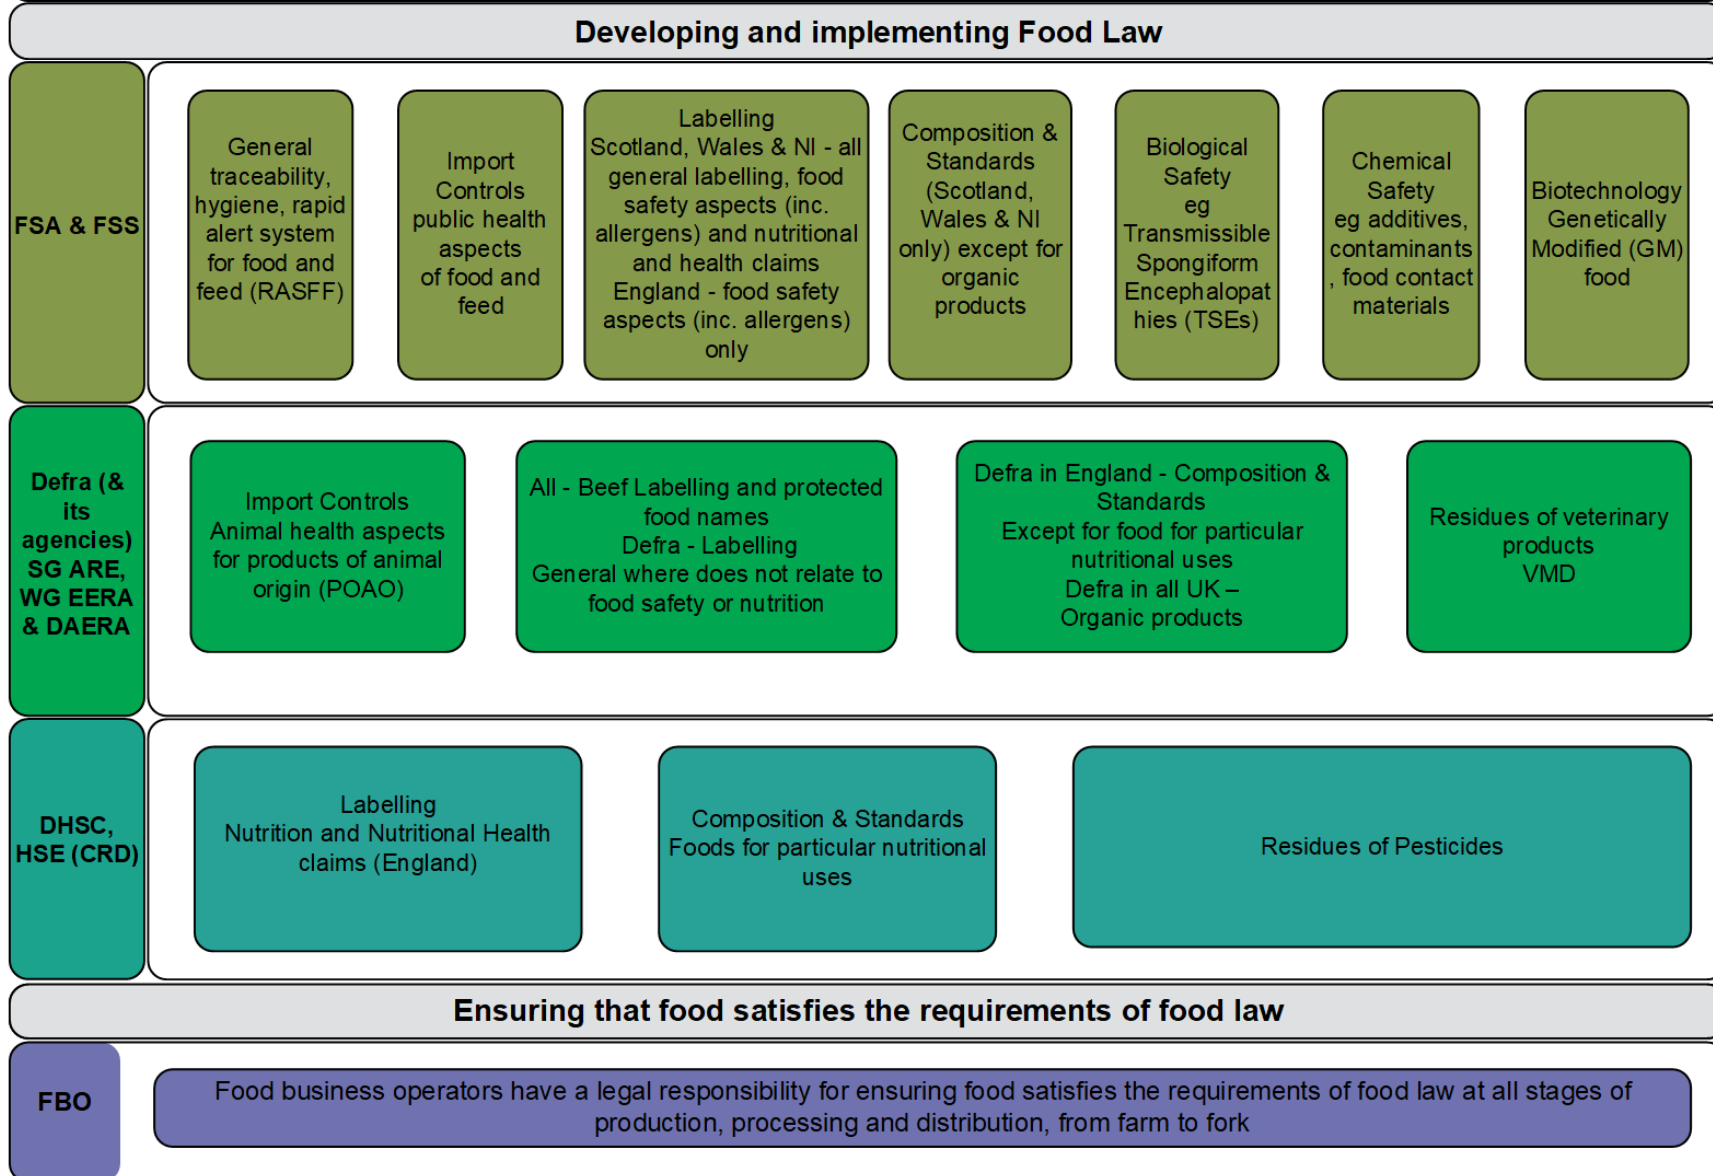 Developing and implementing Food Law
FSA & FSS
General
traceability,
hygiene, rapid
alert system
for food and
feed (RASFF)
Import
Controls
public health
aspects
of food and
feed
Labelling
Scotland, Wales & NI - all
general labelling, food
safety aspects (inc.
allergens) and nutritional
and health claims
England - food safety
aspects (inc. allergens)
only
Composition &
Standards
(Scotland,
Wales & NI
only) except for
organic
products
Biological
Safety
eg
Transmissible
Spongiform
Encephalopat
hies (TSEs)
Chemical
Safety
eg additives,
contaminants
, food contact
materials
Biotechnology
Genetically
Modified (GM)
food
Defra (&
its
agencies)
SG ARE,
WG EERA
& DAERA
Import Controls
Animal health aspects
for products of animal
origin (POAO)
All - Beef Labelling and protected
food names
Defra - Labelling
General where does not relate to
food safety or nutrition
Defra in England - Composition &
Standards
Except for food for particular
nutritional uses
Defra in all UK –
Organic products
Residues of veterinary
products
VMD
DHSC,
HSE (CRD)
Labelling
Nutrition and Nutritional Health
claims (England)
Composition & Standards
Foods for particular nutritional
uses
Residues of Pesticides
Ensuring that food satisfies the requirements of food law
FBO
Food business operators have a legal responsibility for ensuring food satisfies the requirements of food law at all stages of
production, processing and distribution, from farm to fork